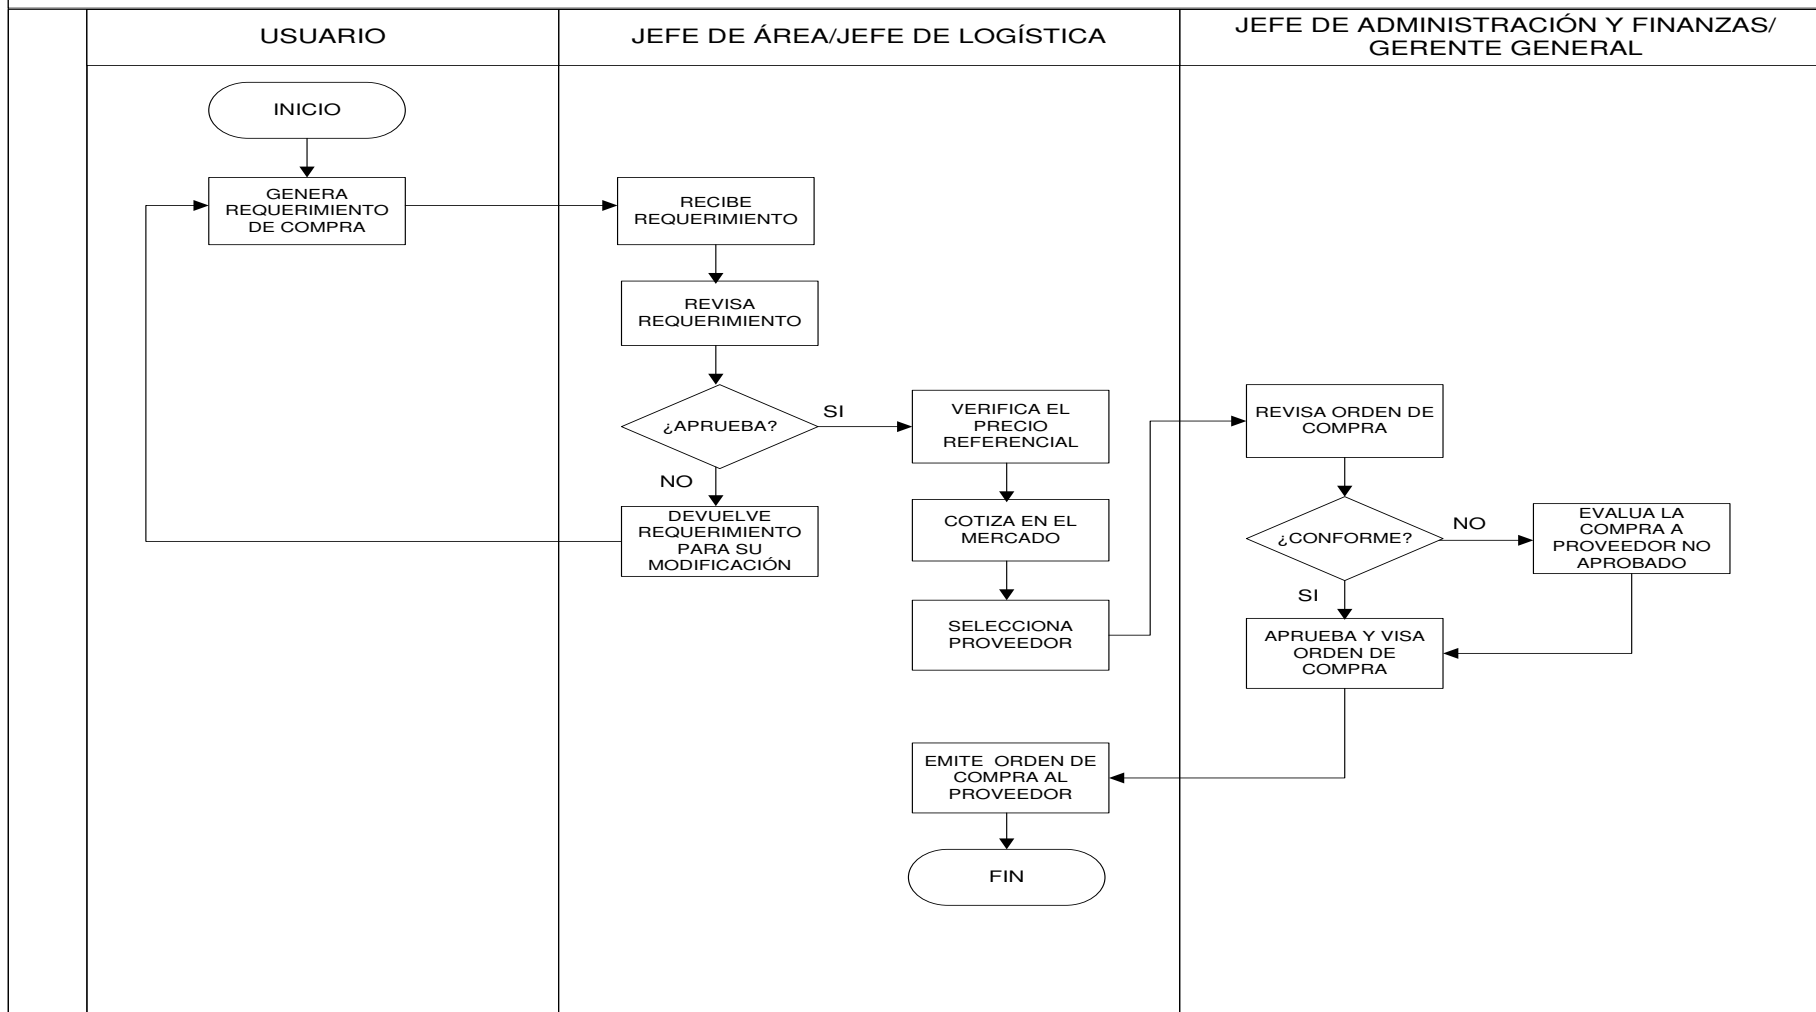 USUARIO
JEFE DE ÁREA/JEFE DE LOGÍSTICA
JEFE DE ADMINISTRACIÓN Y FINANZAS/
GERENTE GENERAL
INICIO
GENERA
REQUERIMIENTO
DE COMPRA
RECIBE
REQUERIMIENTO
REVISA
REQUERIMIENTO
¿APRUEBA?
SI
NO
DEVUELVE
REQUERIMIENTO
PARA SU
MODIFICACIÓN
VERIFICA EL
PRECIO
REFERENCIAL
COTIZA EN EL
MERCADO
SELECCIONA
PROVEEDOR
REVISA ORDEN DE
COMPRA
¿CONFORME?
NO
EVALUA LA
COMPRA A
PROVEEDOR NO
APROBADO
SI
APRUEBA Y VISA
ORDEN DE
COMPRA
EMITE ORDEN DE
COMPRA AL
PROVEEDOR
FIN